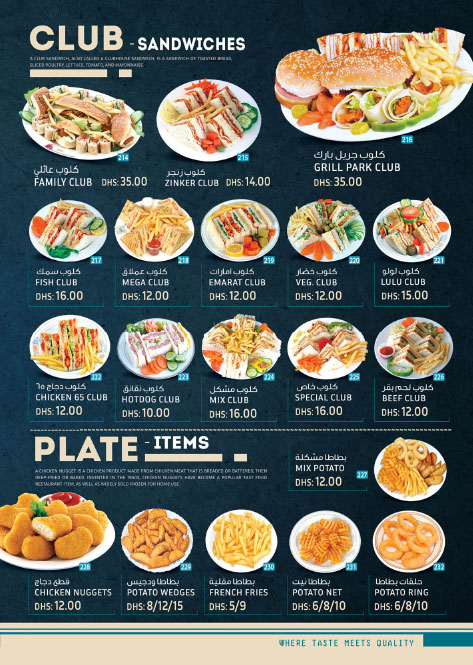 CLUB - SANDWICHES
A CLUB SANDWICH, ALSO CALLED A CLUBHOUSE SANDWICH, IS A SANDWICH OF TOASTED BREAD,
SLICED POULTRY, LETTUCE, TOMATO, AND MAYONNAISE.
214
كلوب عائلي
FAMILY CLUB DHS: 35.00
215
كلوب زنجر
ZINKER CLUB DHS: 14.00
216
كلوب جريل بارك
GRILL PARK CLUB
DHS: 35.00
217
كلوب سمك
FISH CLUB
DHS: 16.00
218
كلوب عملاق
MEGA CLUB
DHS: 12.00
219
كلوب امارات
EMARAT CLUB
DHS: 12.00
220
كلوب خضار
VEG. CLUB
DHS: 12.00
221
كلوب لولو
LULU CLUB
DHS: 15.00
222
كلوب دجاج ٦٥
CHICKEN 65 CLUB
DHS: 12.00
223
كلوب نقانق
HOTDOG CLUB
DHS: 10.00
224
كلوب مشكل
MIX CLUB
DHS: 16.00
225
كلوب خاص
SPECIAL CLUB
DHS: 16.00
226
كلوب لحم بقر
BEEF CLUB
DHS: 12.00
PLATE - ITEMS
A CHICKEN NUGGET IS A CHICKEN PRODUCT MADE FROM CHICKEN MEAT THAT IS BREADED OR BATTERED, THEN
DEEP-FRIED OR BAKED. INVENTED IN THE 1950S, CHICKEN NUGGETS HAVE BECOME A POPULAR FAST FOOD
RESTAURANT ITEM, AS WELL AS WIDELY SOLD FROZEN FOR HOME USE.
بطاطا مشكلة
MIX POTATO
DHS: 12.00
227
228
قطع دجاج
CHICKEN NUGGETS
DHS: 12.00
229
بطاطا ودجيس
POTATO WEDGES
DHS: 8/12/15
230
بطاطا مقلية
FRENCH FRIES
DHS: 5/9
231
بطاطا نيت
POTATO NET
DHS: 6/8/10
232
حلقات بطاطا
POTATO RING
DHS: 6/8/10
WHERE TASTE MEETS QUALITY